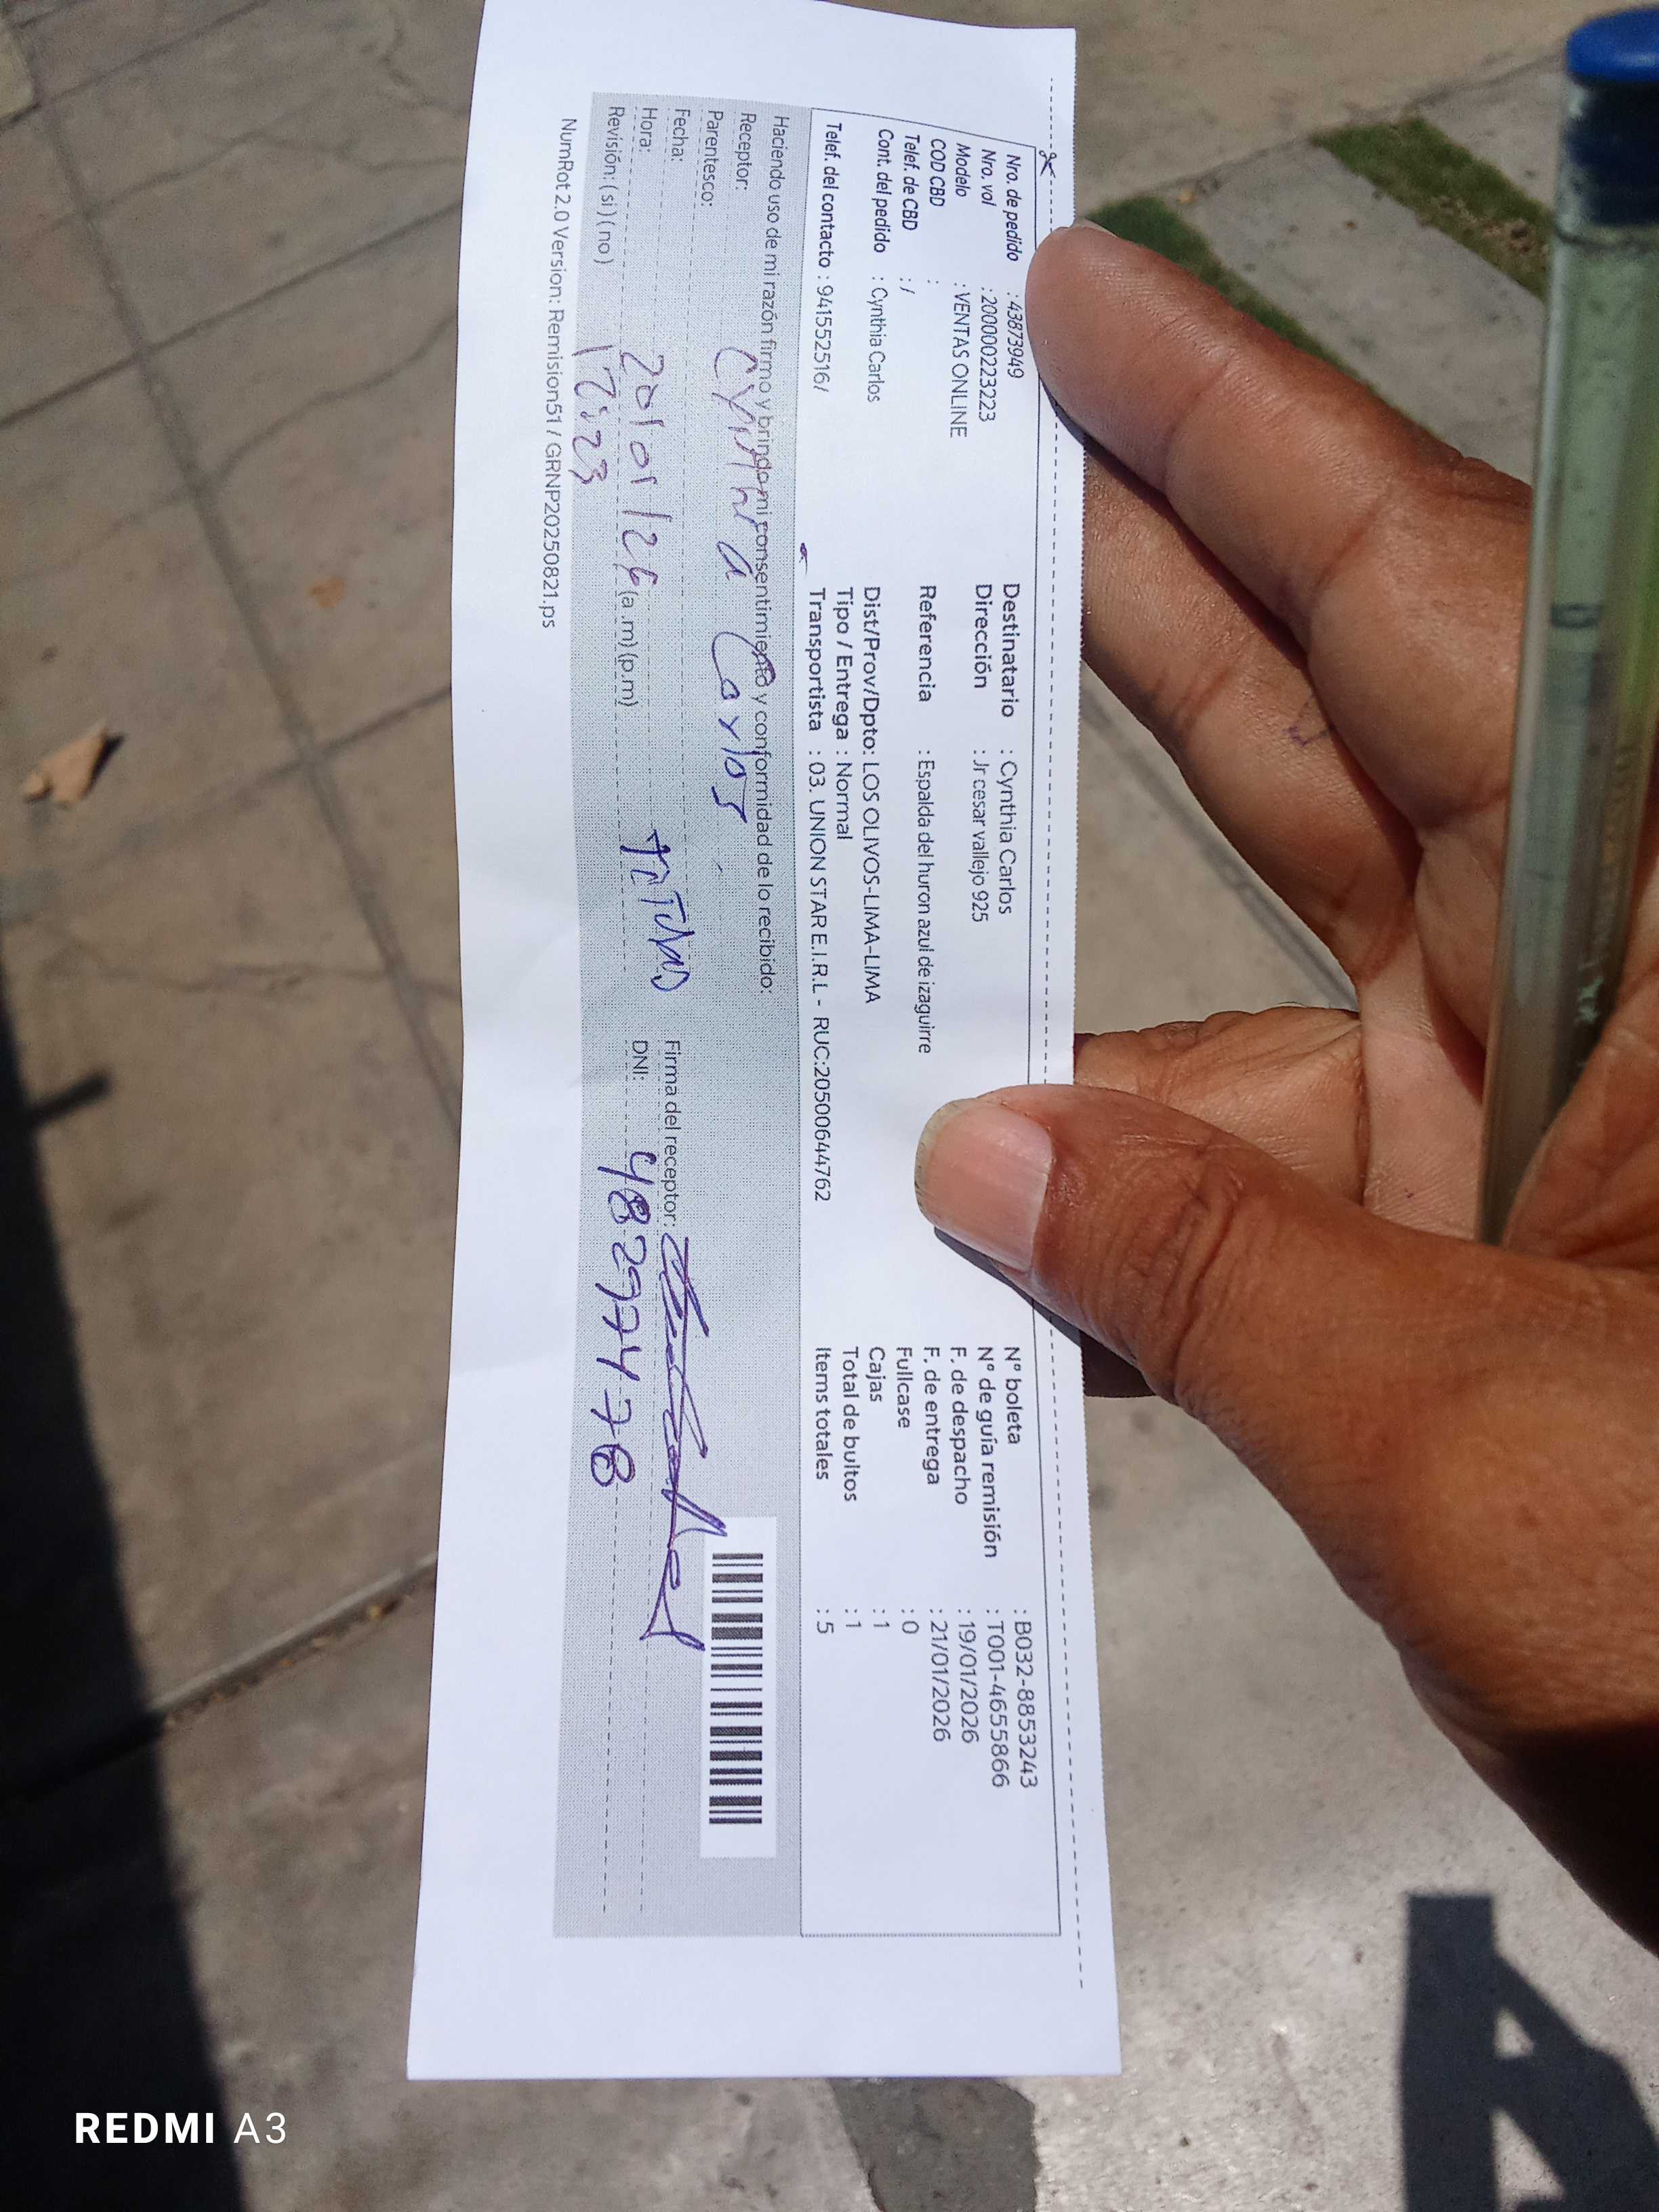 Nro. de pedido : 43873949
Nro. vol : 20000223223
Modelo : VENTAS ONLINE
COD CBD :
Telef. de CBD : /
Cont. del pedido : Cynthia Carlos
Telef. del contacto : 941552516/
Destinatario : Cynthia Carlos
Dirección : Jr cesar vallejo 925
Referencia : Espalda del huron azul de izaguirre
Dist/Prov/Dpto: LOS OLIVOS-LIMA-LIMA
Tipo / Entrega : Normal
Transportista : 03. UNION STAR E.I.R.L - RUC:20500644762
N° boleta : B032-8853243
N° de guía remisión : T001-4655866
F. de despacho : 19/01/2026
F. de entrega : 21/01/2026
Fullcase : 0
Cajas : 1
Total de bultos : 1
Items totales : 5
Haciendo uso de mi razón firmo y brindo mi consentimiento y conformidad de lo recibido:
Receptor: Cynthia Carlos
Parentesco:
Fecha:
Hora: (a.m) (p.m)
Revisión: (si) (no) 12:23
Firma del receptor:
DNI: 48297478
NumRot 2.0 Version: Remision51 / GRNP20250821.ps
REDMI A3